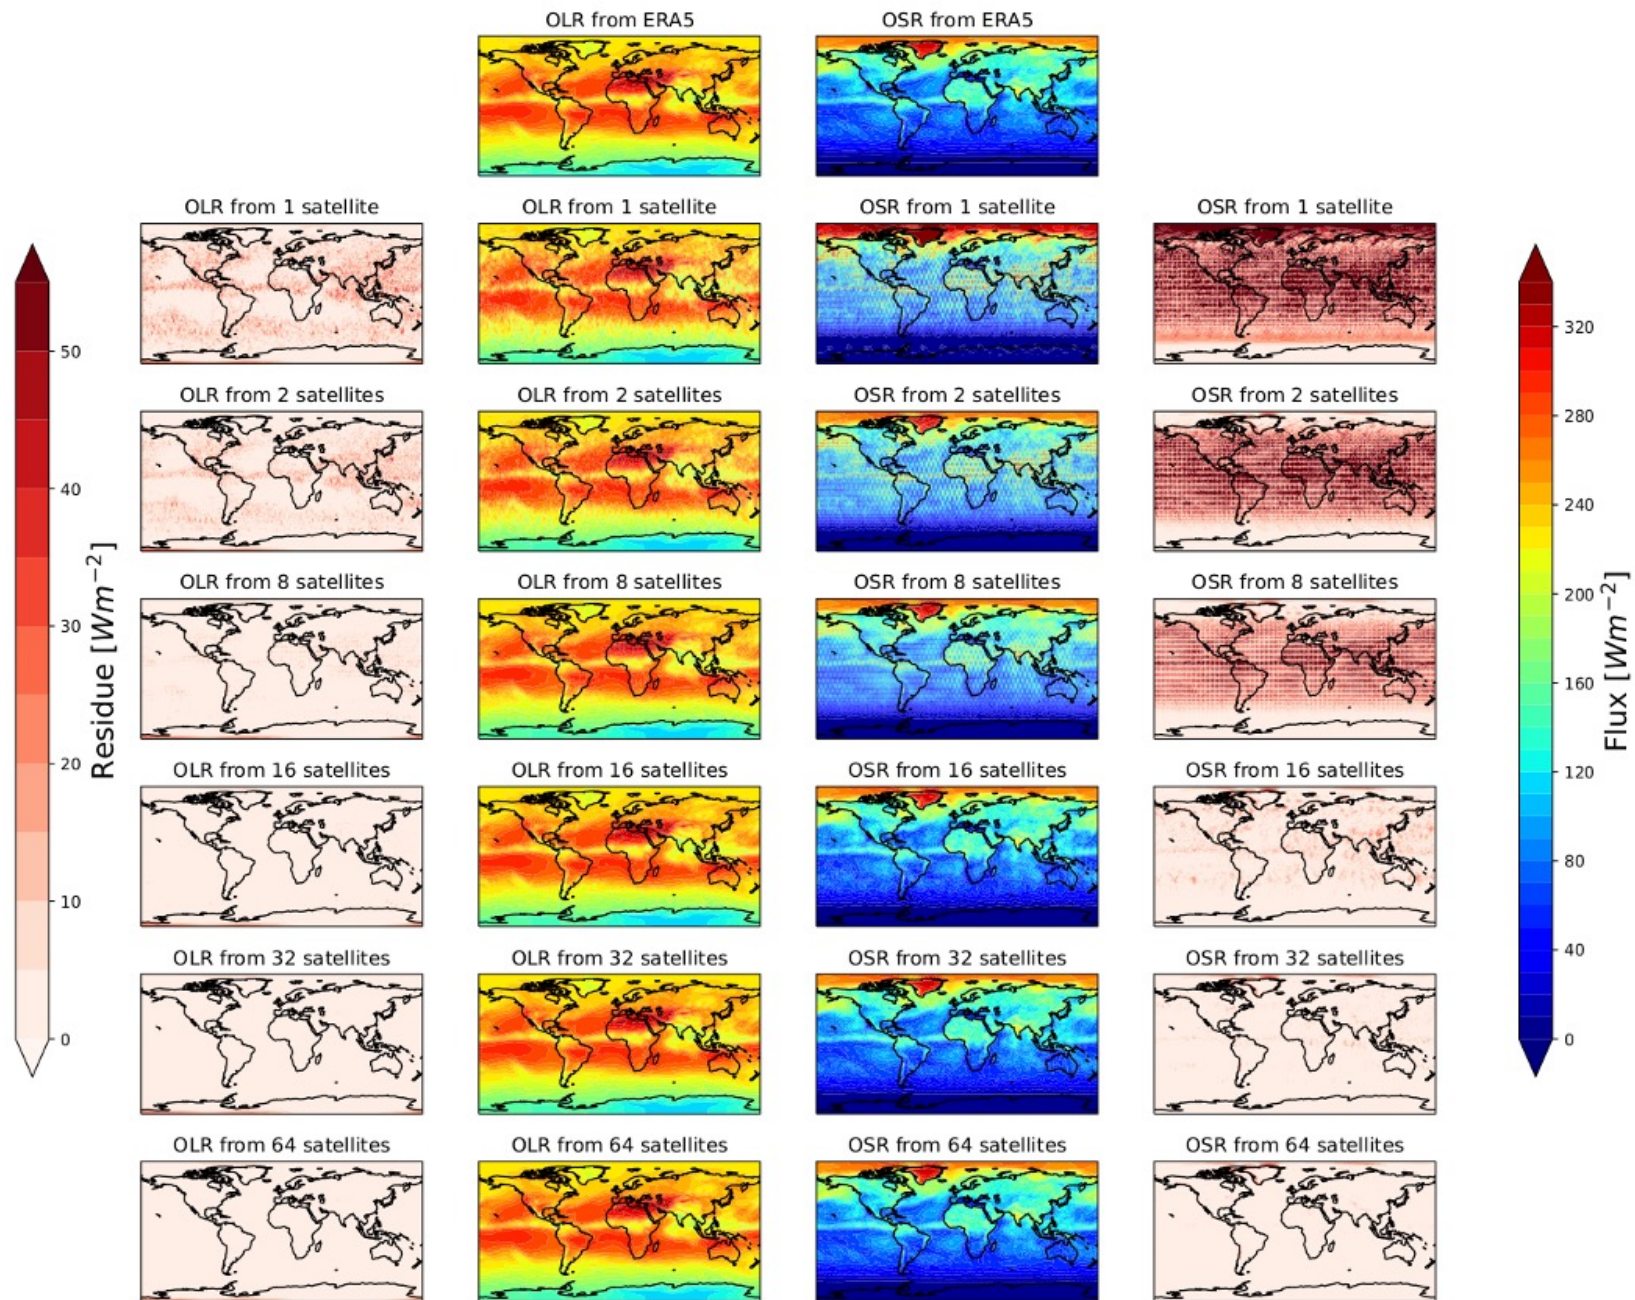 OLR from ERA5
OSR from ERA5
OLR from 1 satellite
OLR from 1 satellite
OSR from 1 satellite
OSR from 1 satellite
OLR from 2 satellites
OLR from 2 satellites
OSR from 2 satellites
OSR from 2 satellites
OLR from 8 satellites
OLR from 8 satellites
OSR from 8 satellites
OSR from 8 satellites
OLR from 16 satellites
OLR from 16 satellites
OSR from 16 satellites
OSR from 16 satellites
OLR from 32 satellites
OLR from 32 satellites
OSR from 32 satellites
OSR from 32 satellites
OLR from 64 satellites
OLR from 64 satellites
OSR from 64 satellites
OSR from 64 satellites
50
40
30
20
10
0
Residue [Wm⁻²]
320
280
240
200
160
120
80
40
0
Flux [Wm⁻²]